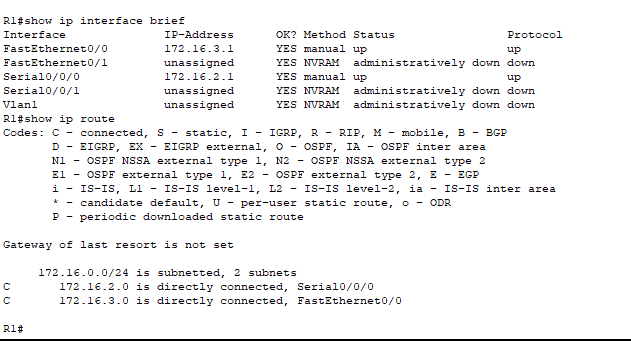 R1#show ip interface brief
Interface IP-Address OK? Method Status Protocol
FastEthernet0/0 172.16.3.1 YES manual up up
FastEthernet0/1 unassigned YES NVRAM administratively down down
Serial0/0/0 172.16.2.1 YES manual up up
Serial0/0/1 unassigned YES NVRAM administratively down down
Vlan1 unassigned YES NVRAM administratively down down
R1#show ip route
Codes: C - connected, S - static, I - IGRP, R - RIP, M - mobile, B - BGP
D - EIGRP, EX - EIGRP external, O - OSPF, IA - OSPF inter area
N1 - OSPF NSSA external type 1, N2 - OSPF NSSA external type 2
E1 - OSPF external type 1, E2 - OSPF external type 2, E - EGP
i - IS-IS, L1 - IS-IS level-1, L2 - IS-IS level-2, ia - IS-IS inter area
* - candidate default, U - per-user static route, o - ODR
P - periodic downloaded static route
Gateway of last resort is not set
172.16.0.0/24 is subnetted, 2 subnets
C 172.16.2.0 is directly connected, Serial0/0/0
C 172.16.3.0 is directly connected, FastEthernet0/0
R1#